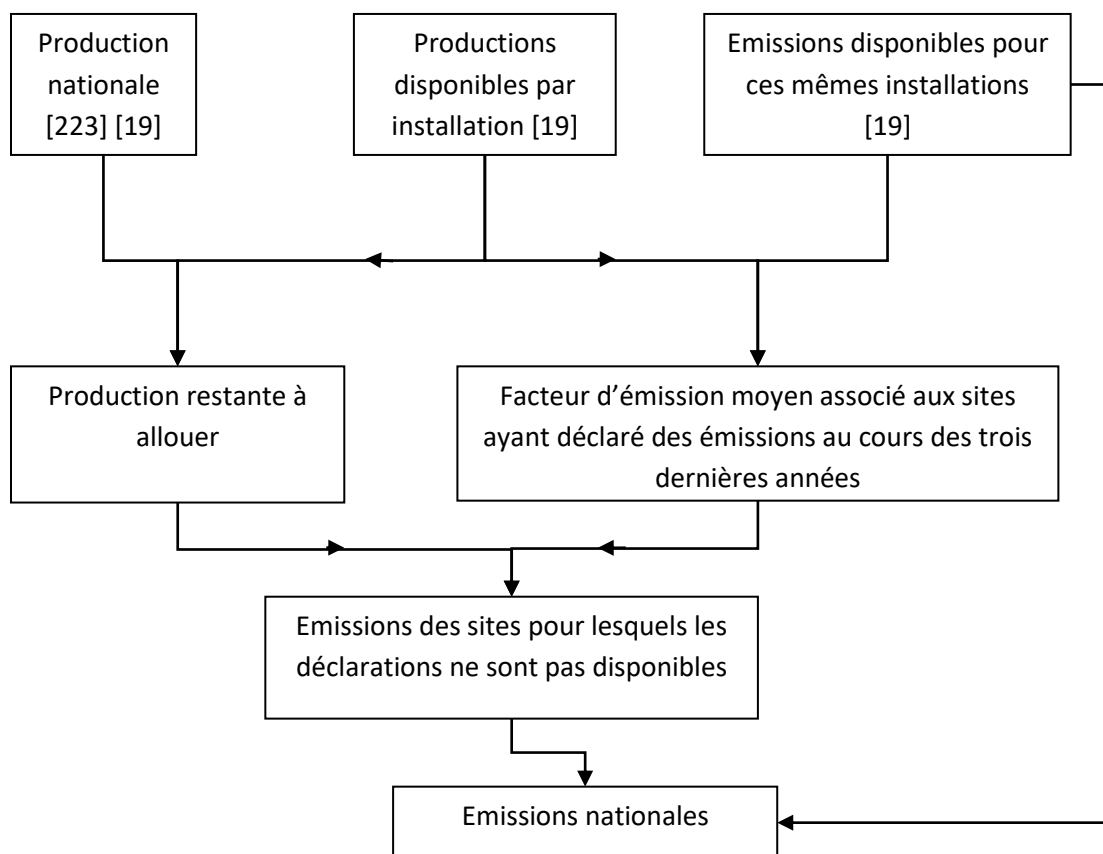 Production
nationale
[223] [19]
Productions
disponibles par
installation [19]
Emissions disponibles pour
ces mêmes installations
[19]
Production restante à
allouer
Facteur d’émission moyen associé aux sites
ayant déclaré des émissions au cours des trois
dernières années
Emissions des sites pour lesquels les
déclarations ne sont pas disponibles
Emissions nationales